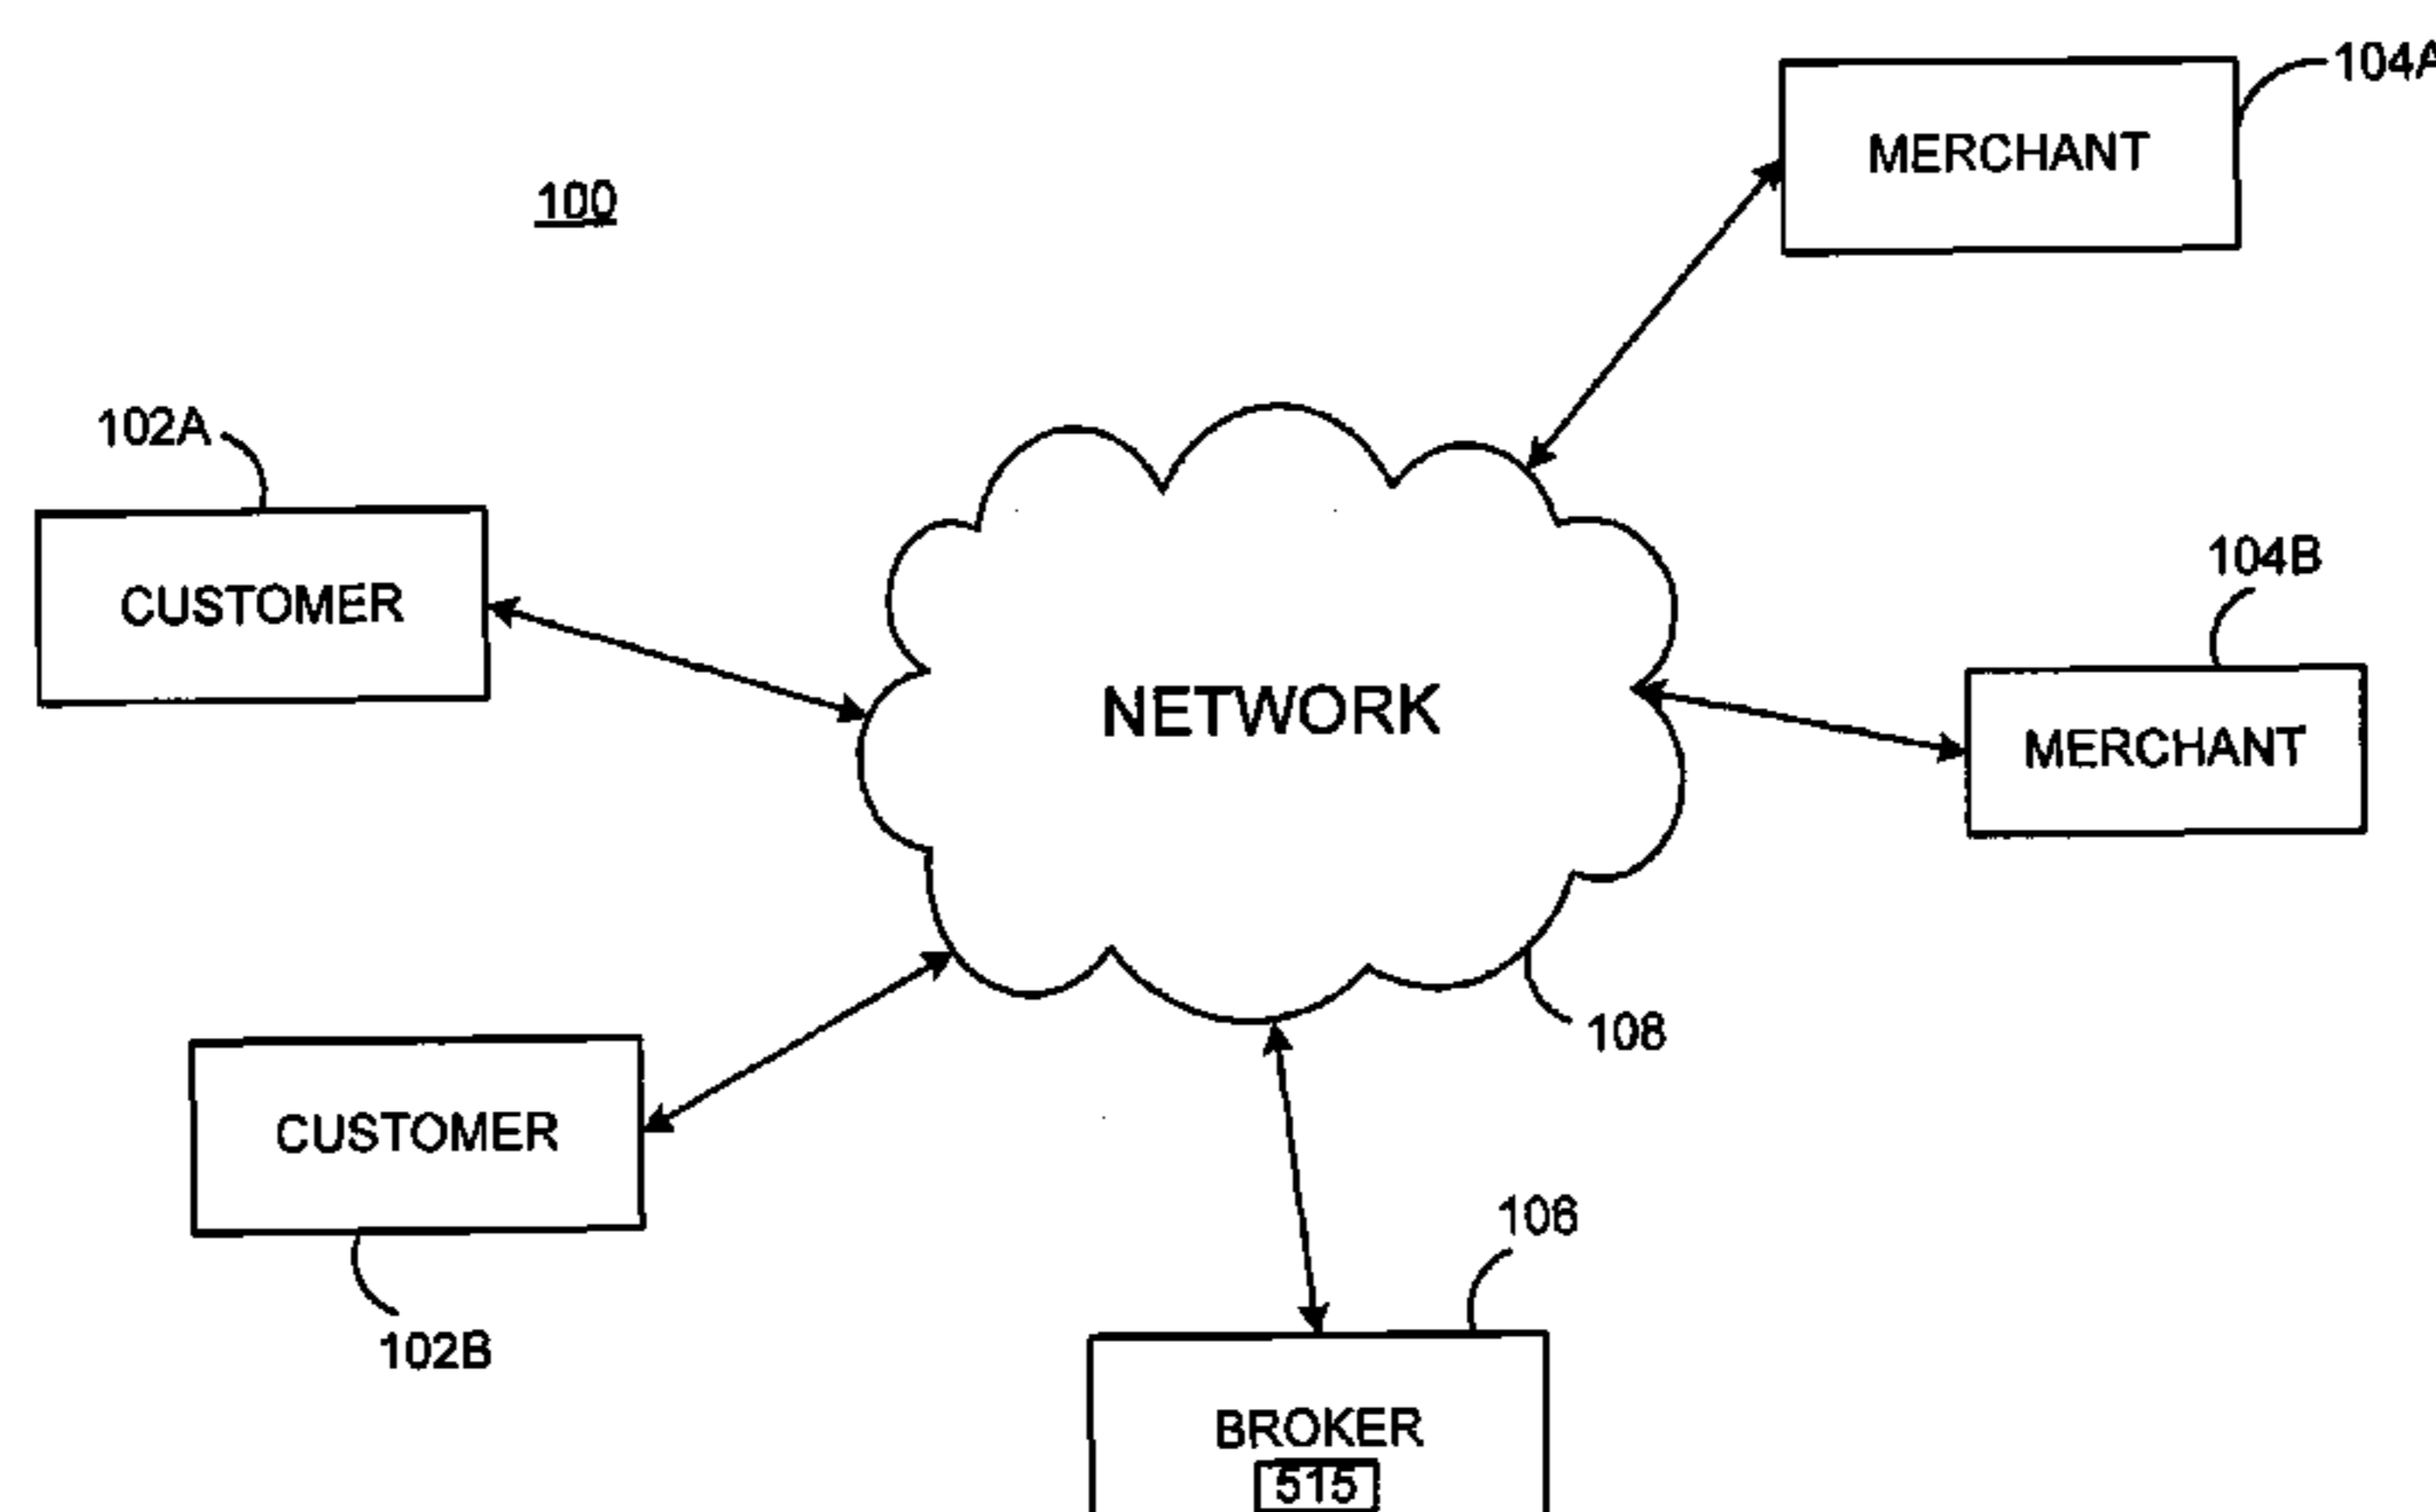 104A
MERCHANT
100
102A
CUSTOMER
104B
NETWORK
MERCHANT
108
CUSTOMER
106
102B
BROKER
515